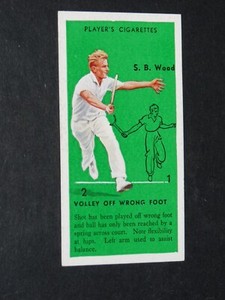 PLAYER'S CIGARETTES
S. B. Wood
2 1
VOLLEY OFF WRONG FOOT
Shot has been played off wrong foot
and ball has only been reached by a
spring across court. Note flexibility
at hips. Left arm used to assist
balance.